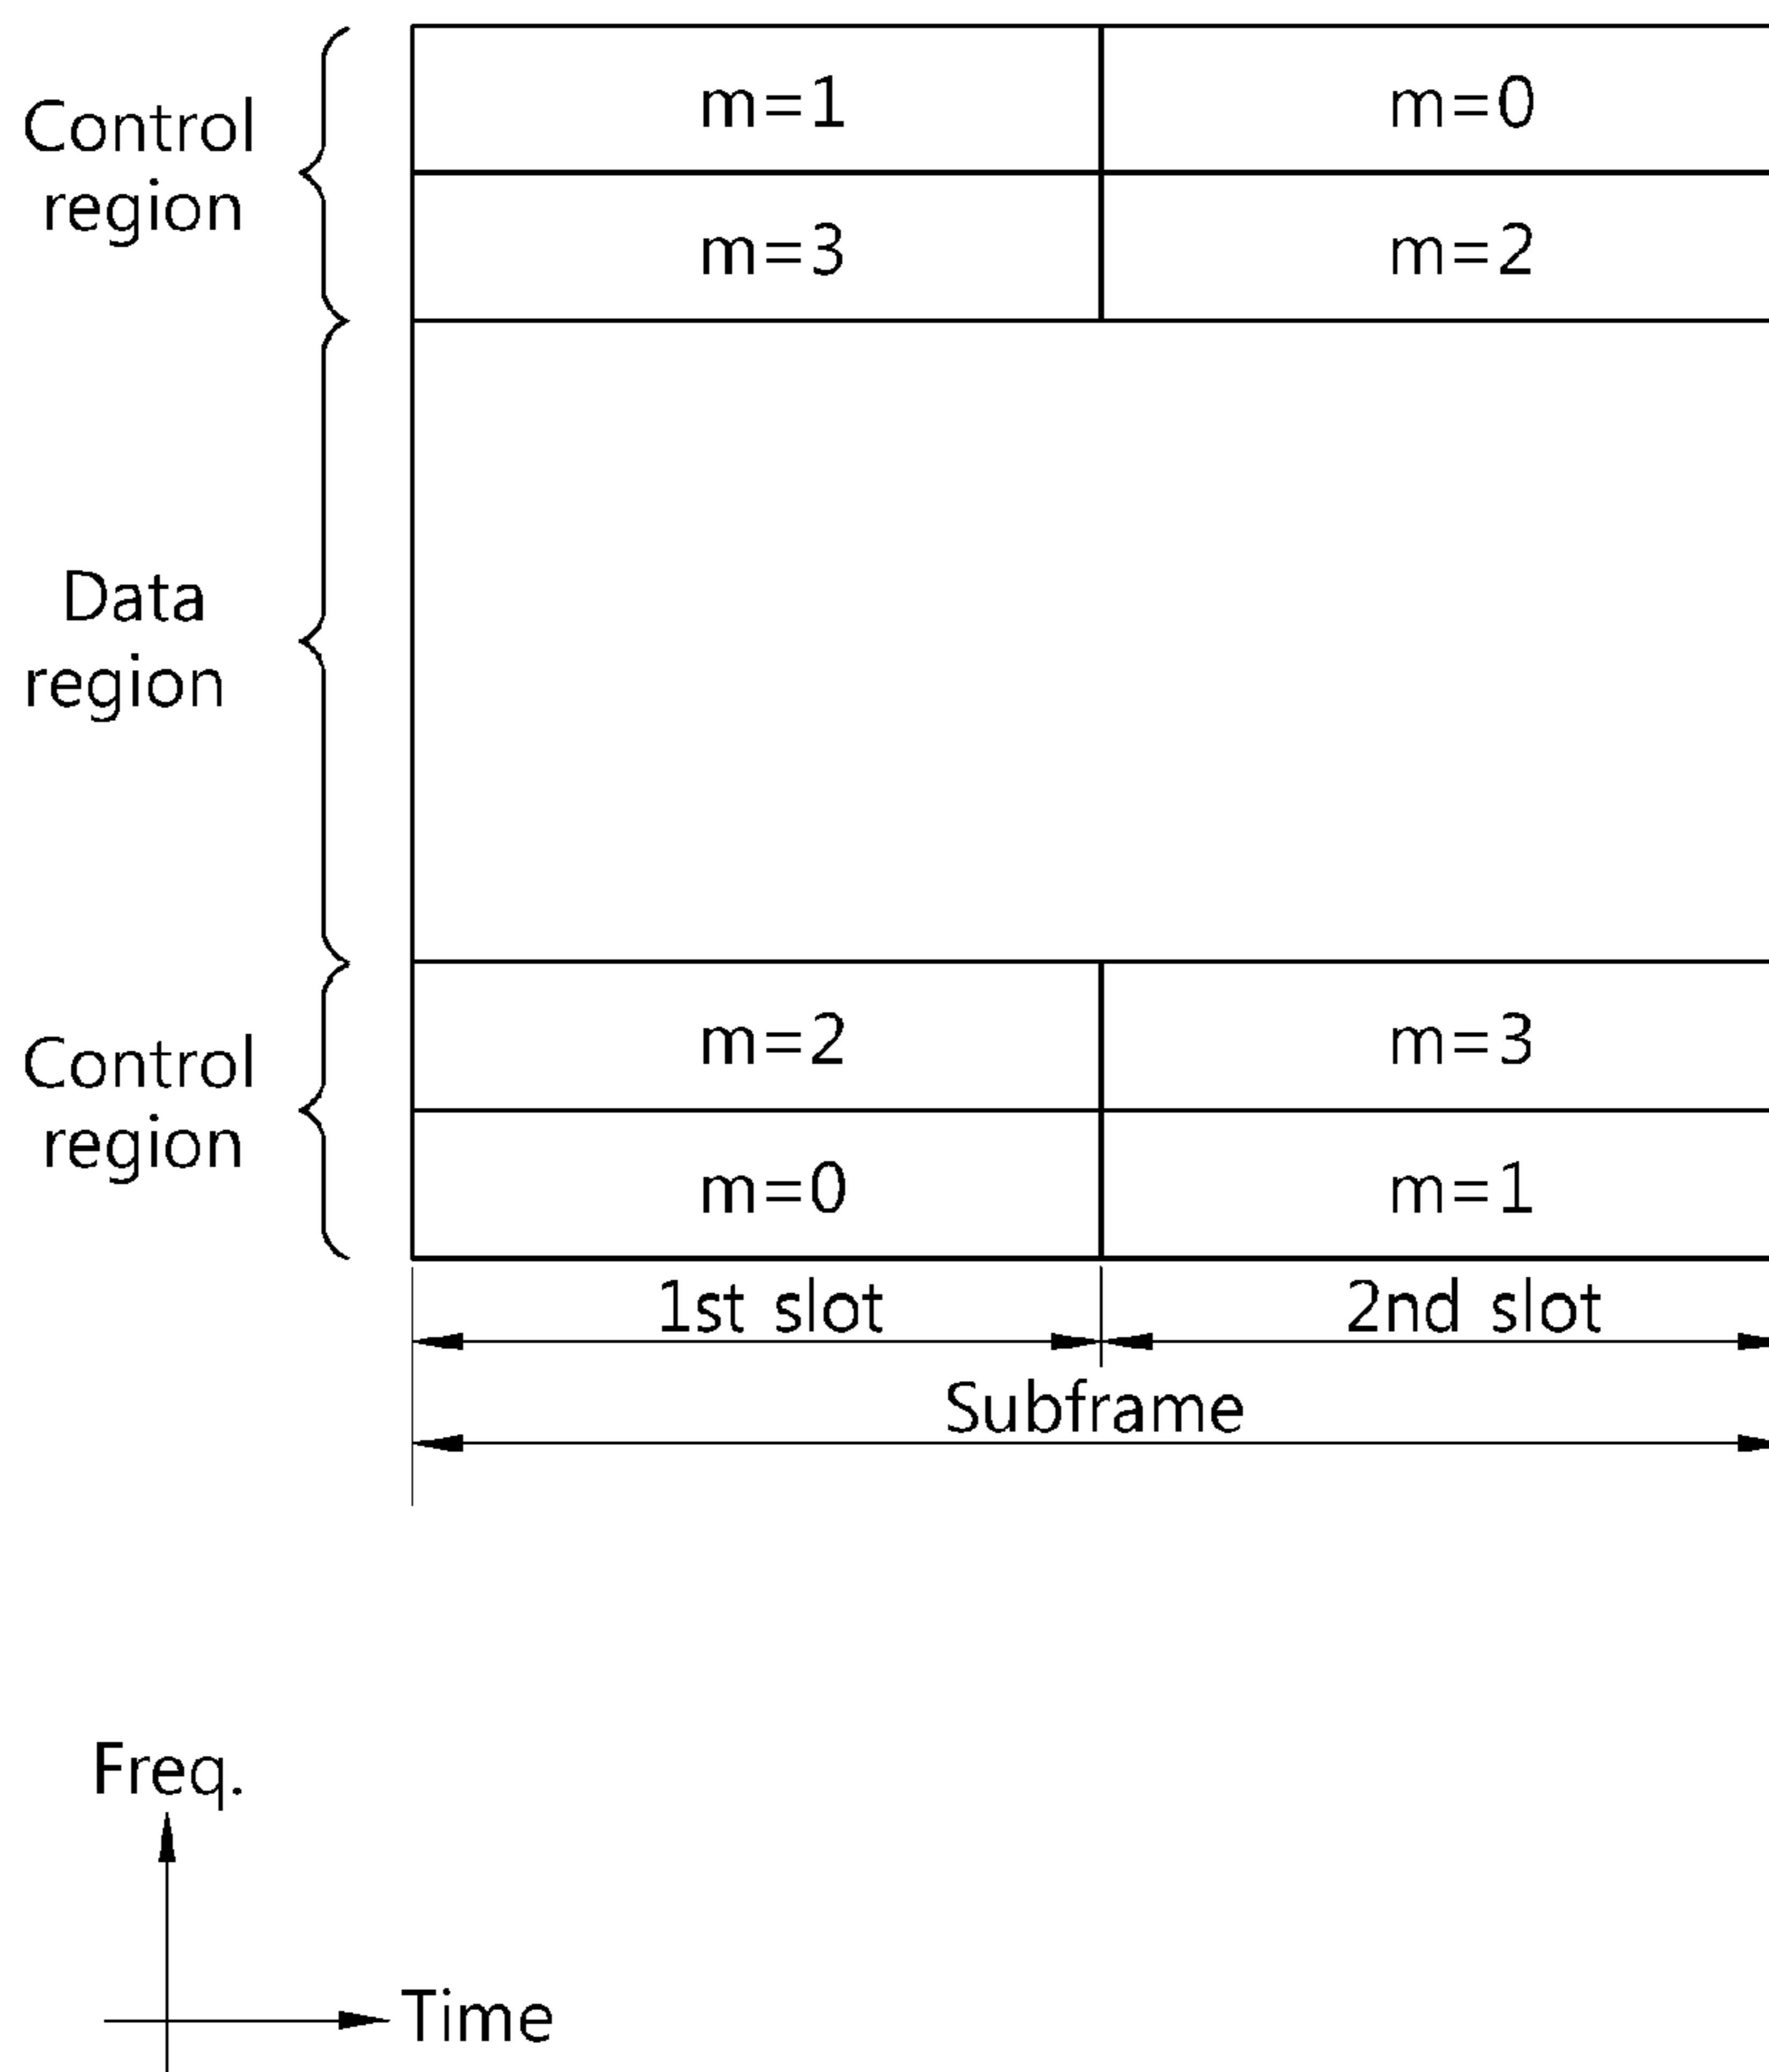 m=1 m=0
Control
region
m=3 m=2
Data
region
m=2 m=3
Control
region
m=0 m=1
1st slot 2nd slot
Subframe
Freq.
Time